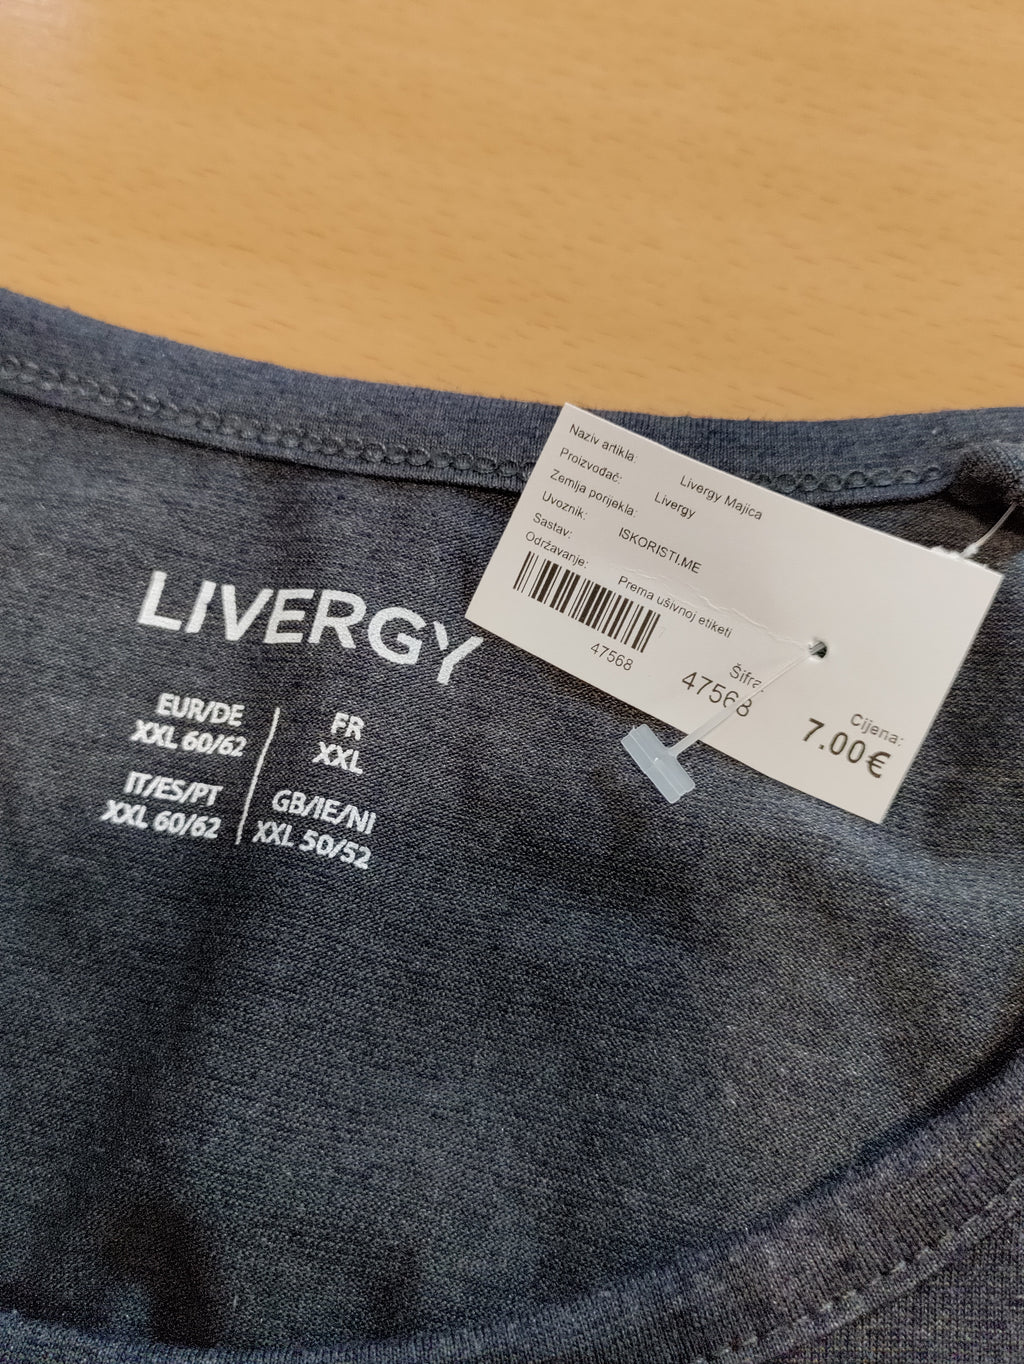 LIVERGY
EUR/DE
XXL 60/62
FR
XXL
IT/ES/PT
XXL 60/62
GB/IE/NI
XXL 50/52
Naziv artikla: Livergy Majica
Proizvođač: Livergy
Zemlja porijekla:
Uvoznik: ISKORISTI.ME
Sastav:
Održavanje: Prema ušivnoj etiketi
47568
Šifra:
47568
Cijena:
7.00€